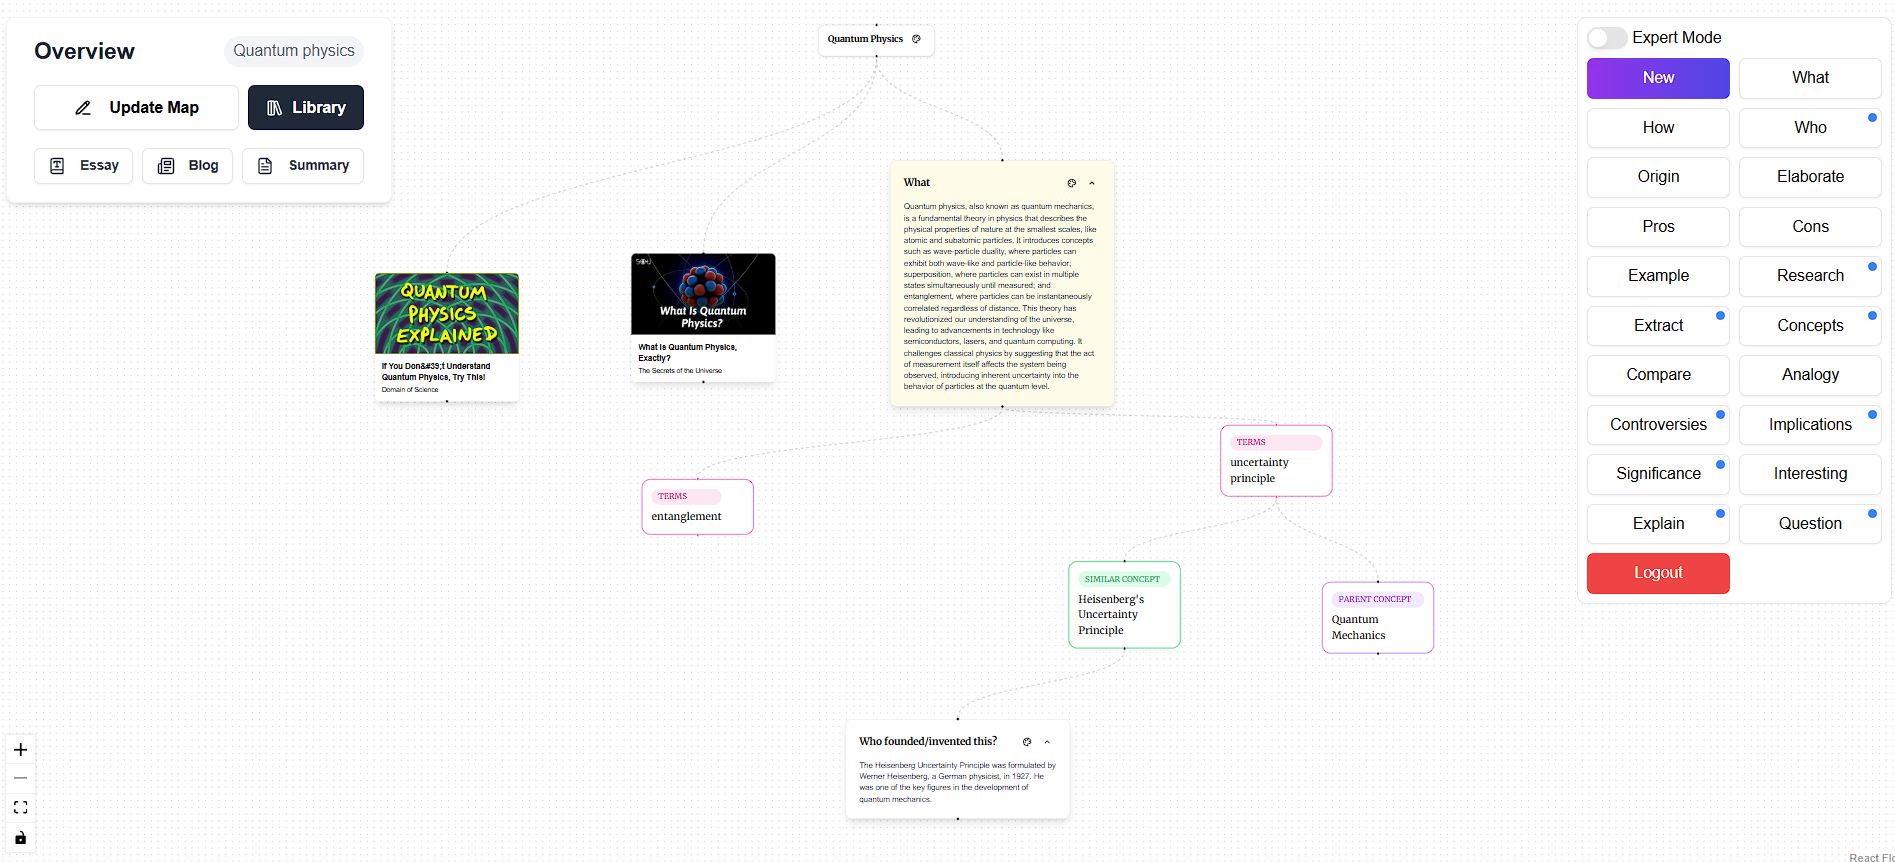 Overview
Quantum physics
Update Map
Library
Essay
Blog
Summary
Quantum Physics
What
Quantum physics, also known as quantum mechanics,
is a fundamental theory in physics that describes the
physical properties of nature at the smallest scales, like
atomic and subatomic particles. It introduces concepts
such as wave-particle duality, where particles can
exhibit both wave-like and particle-like behavior;
superposition, where particles can exist in multiple
states simultaneously until measured; and
entanglement, where particles can be instantaneously
correlated regardless of distance. This theory has
revolutionized our understanding of the universe,
leading to advancements in technology like
semiconductors, lasers, and quantum computing. It
challenges classical physics by suggesting that the act
of measurement itself affects the system being
observed, introducing inherent uncertainty into the
behavior of particles at the quantum level.
QUANTUM
PHYSICS
EXPLAINED
If You Don&#39;t Understand
Quantum Physics, Try This!
Domain of Science
What Is Quantum
Physics?
What Is Quantum Physics,
Exactly?
The Secrets of the Universe
TERMS
entanglement
TERMS
uncertainty
principle
SIMILAR CONCEPT
Heisenberg's
Uncertainty
Principle
PARENT CONCEPT
Quantum
Mechanics
Who founded/invented this?
The Heisenberg Uncertainty Principle was formulated by
Werner Heisenberg, a German physicist, in 1927. He
was one of the key figures in the development of
quantum mechanics.
Expert Mode
New
What
How
Who
Origin
Elaborate
Pros
Cons
Example
Research
Extract
Concepts
Compare
Analogy
Controversies
Implications
Significance
Interesting
Explain
Question
Logout
React Flo